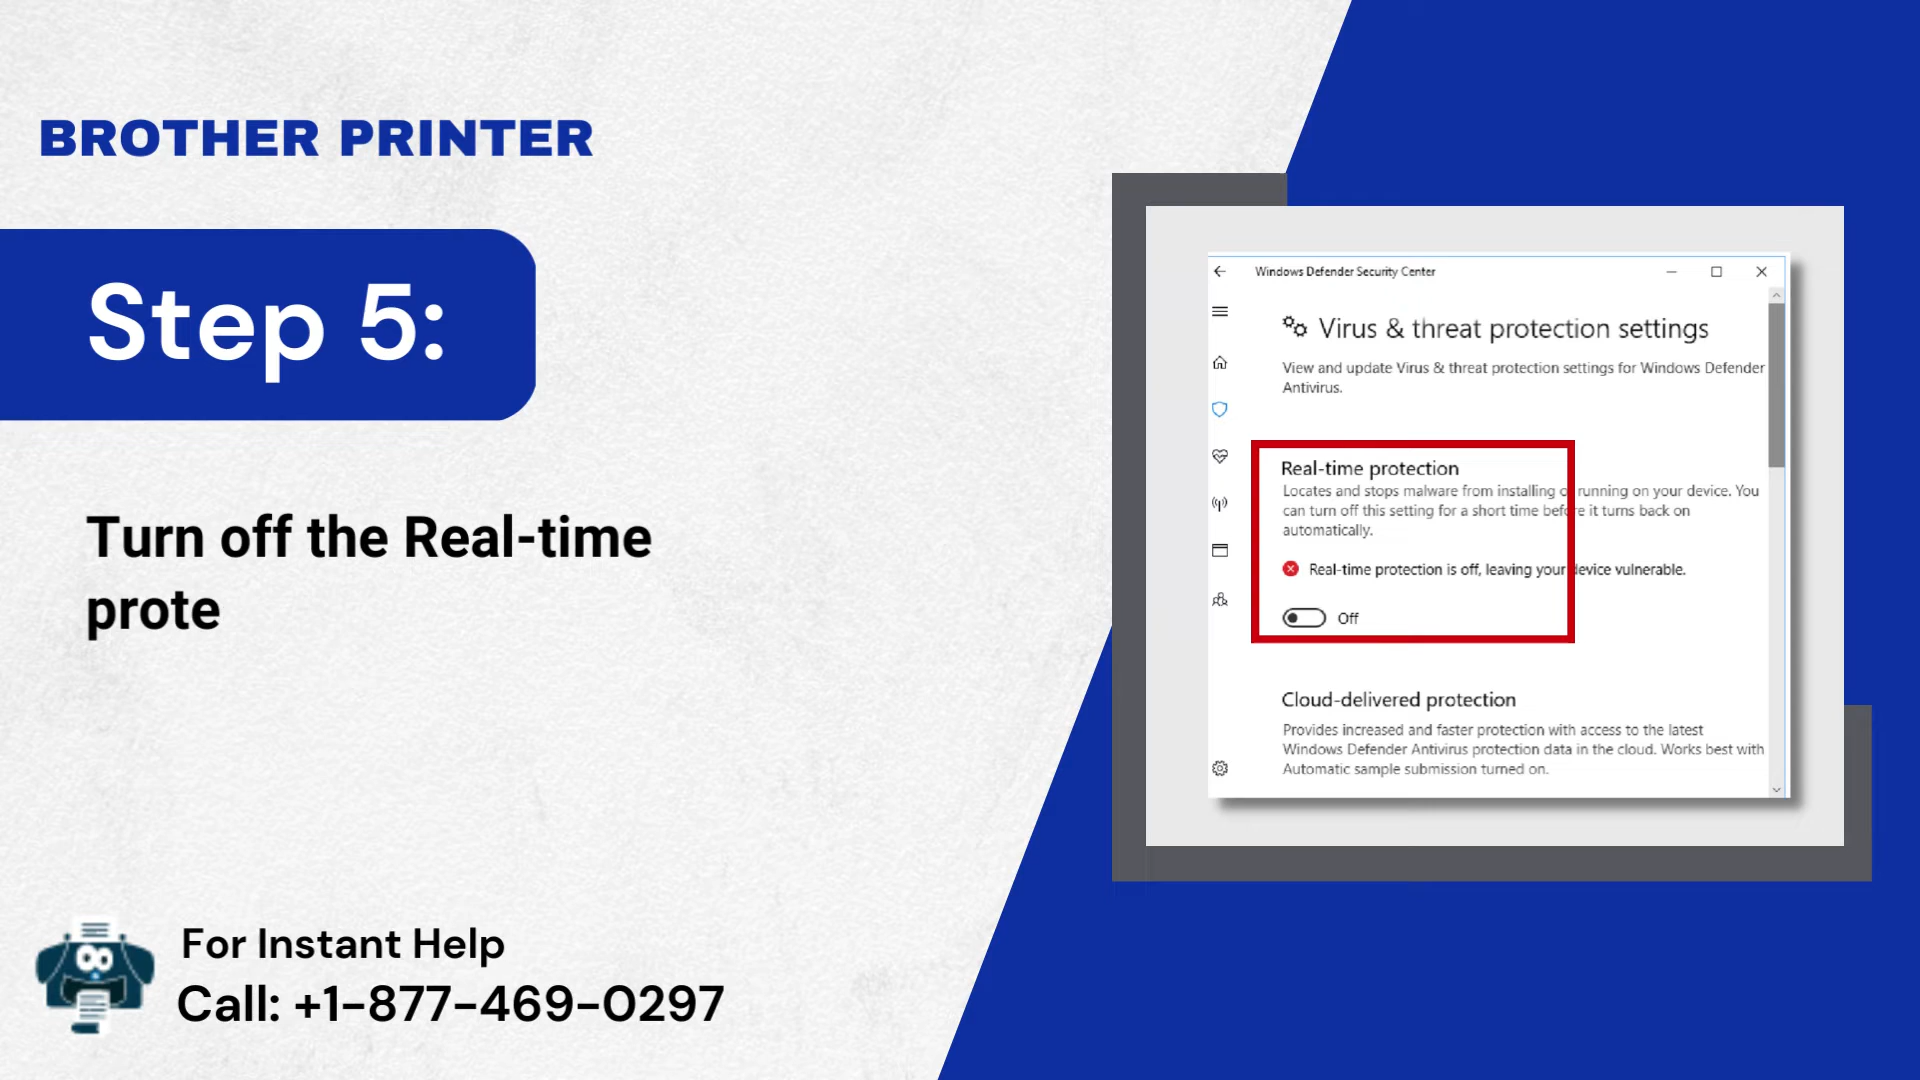 BROTHER PRINTER
Step 5:
Turn off the Real-time
prote
For Instant Help
Call: +1-877-469-0297
Windows Defender Security Center
Virus & threat protection settings
View and update Virus & threat protection settings for Windows Defender
Antivirus.
Real-time protection
Locates and stops malware from installing or running on your device. You
can turn off this setting for a short time before it turns back on
automatically.
Real-time protection is off, leaving your device vulnerable.
Off
Cloud-delivered protection
Provides increased and faster protection with access to the latest
Windows Defender Antivirus protection data in the cloud. Works best with
Automatic sample submission turned on.